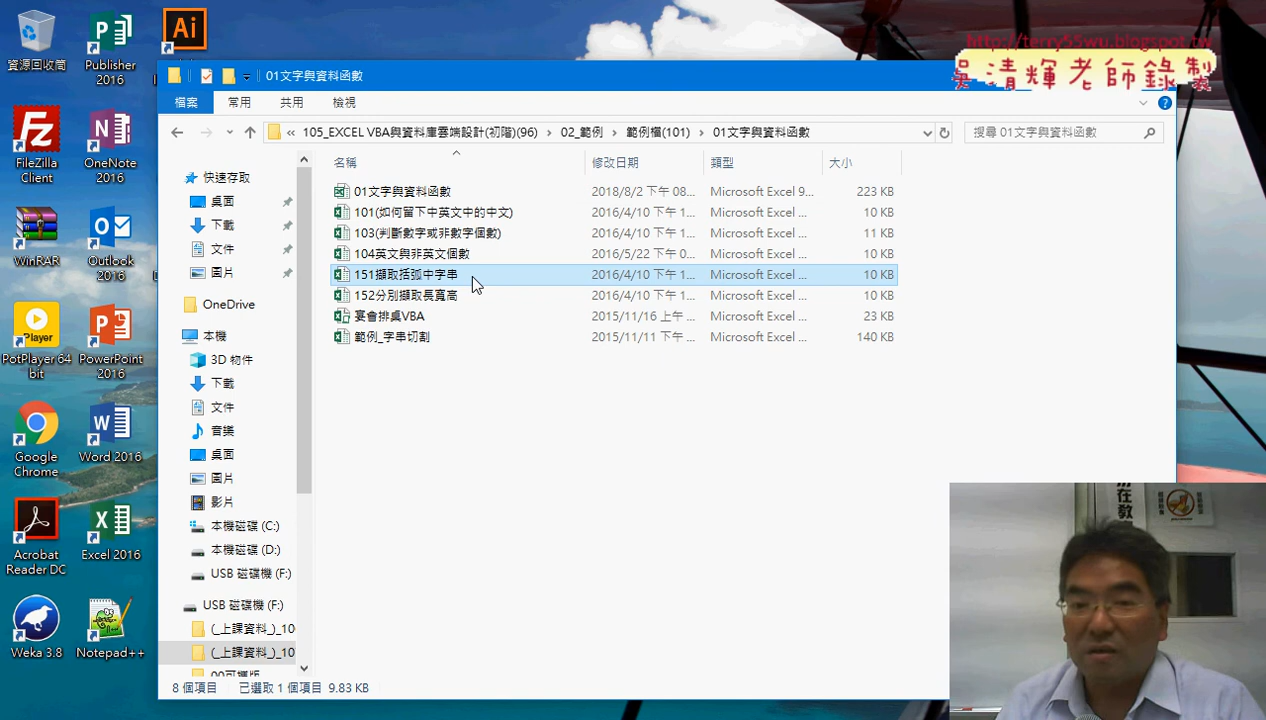 資源回收筒
Publisher
2016
Ai
http://terry55wu.blogspot.tw
吳清輝老師錄製
01文字與資料函數
檔案
常用
共用
檢視
« 105_EXCEL VBA與資料庫雲端設計(初階)(96) › 02_範例 › 範例檔(101) › 01文字與資料函數
搜尋 01文字與資料函數
名稱
修改日期
類型
大小
01文字與資料函數 2018/8/2 下午 08... Microsoft Excel 9... 223 KB
101(如何留下中英文中的中文) 2016/4/10 下午 1... Microsoft Excel ... 10 KB
103(判斷數字或非數字個數) 2016/4/10 下午 1... Microsoft Excel ... 11 KB
104英文與非英文個數 2016/5/22 下午 0... Microsoft Excel ... 10 KB
151擷取括弧中字串 2016/4/10 下午 1... Microsoft Excel ... 10 KB
152分別擷取長寬高 2016/4/10 下午 1... Microsoft Excel ... 10 KB
宴會排桌VBA 2015/11/16 上午 ... Microsoft Excel ... 23 KB
範例_字串切割 2015/11/11 下午 ... Microsoft Excel ... 140 KB
快速存取
桌面
下載
文件
圖片
OneDrive
本機
3D 物件
下載
文件
音樂
桌面
圖片
影片
本機磁碟 (C:)
本機磁碟 (D:)
USB 磁碟機 (F:)
USB 磁碟機 (F:)
(_上課資料_)_10
(_上課資料_)_10
8 個項目 已選取 1 個項目 9.83 KB
FileZilla
Client
OneNote
2016
WinRAR
Outlook
2016
Player
PotPlayer 64
bit
PowerPoint
2016
Google
Chrome
Word 2016
Acrobat
Reader DC
Excel 2016
Weka 3.8
Notepad++
在教